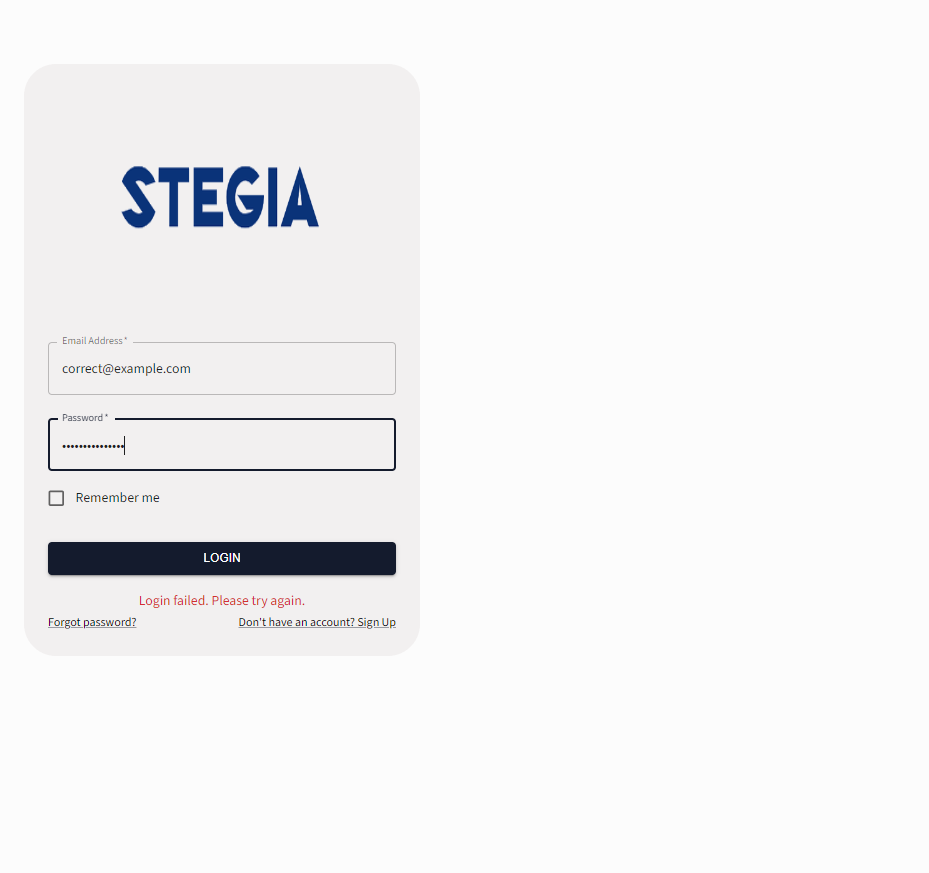 STEGIA
Email Address *
correct@example.com
Password *
•••••••••••••••
Remember me
LOGIN
Login failed. Please try again.
Forgot password? Don't have an account? Sign Up